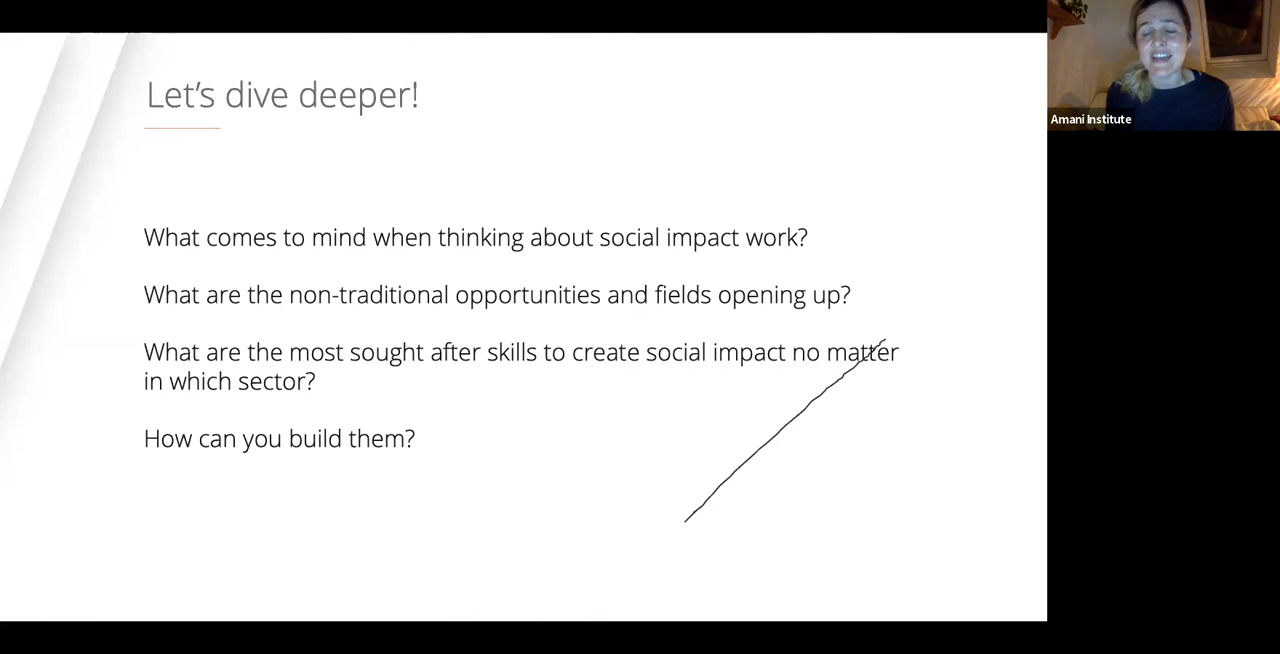 Let’s dive deeper!
Amani Institute
What comes to mind when thinking about social impact work?
What are the non-traditional opportunities and fields opening up?
What are the most sought after skills to create social impact no matter
in which sector?
How can you build them?